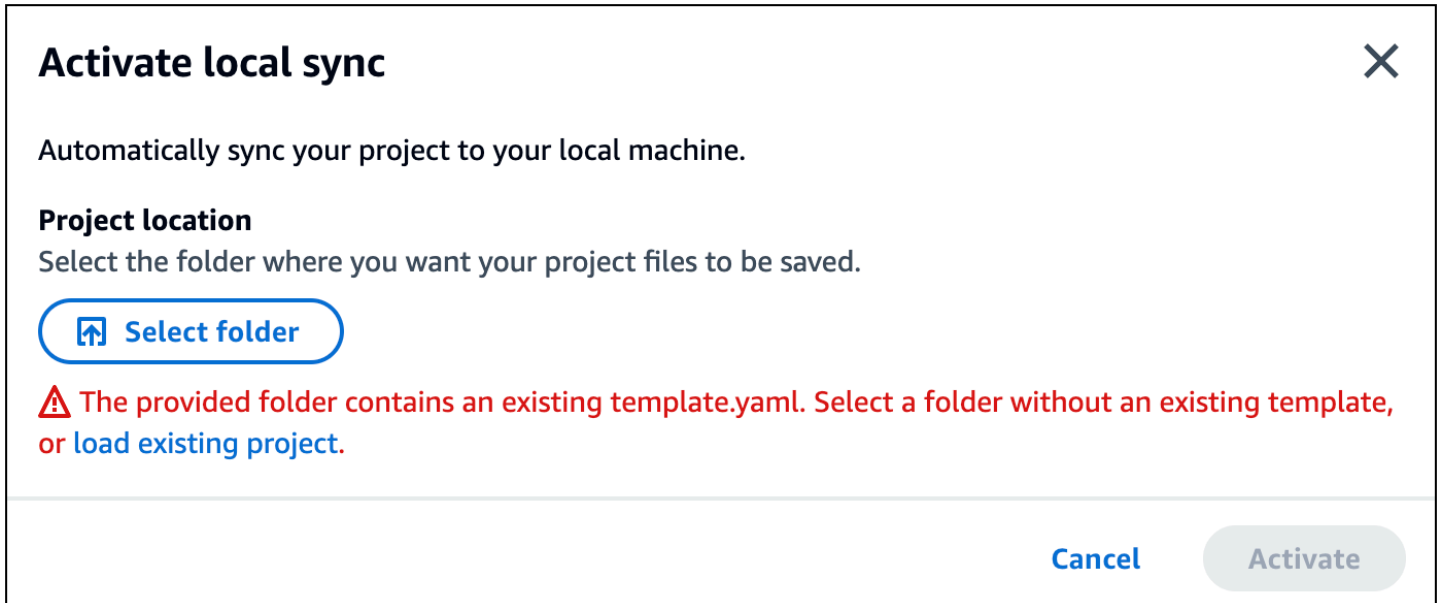 Activate local sync
Automatically sync your project to your local machine.
Project location
Select the folder where you want your project files to be saved.
Select folder
The provided folder contains an existing template.yaml. Select a folder without an existing template,
or load existing project.
Cancel
Activate